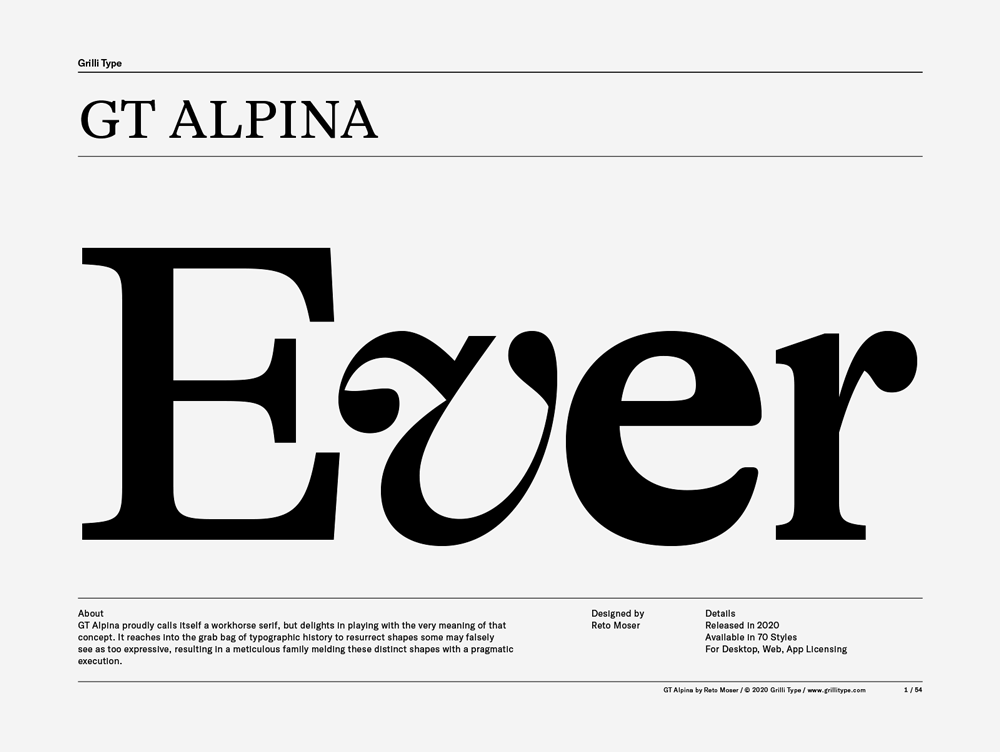 Grilli Type
GT ALPINA
Ever
About
GT Alpina proudly calls itself a workhorse serif, but delights in playing with the very meaning of that
concept. It reaches into the grab bag of typographic history to resurrect shapes some may falsely
see as too expressive, resulting in a meticulous family melding these distinct shapes with a pragmatic
execution.
Designed by
Reto Moser
Details
Released in 2020
Available in 70 Styles
For Desktop, Web, App Licensing
GT Alpina by Reto Moser / © 2020 Grilli Type / www.grillitype.com
1 / 54